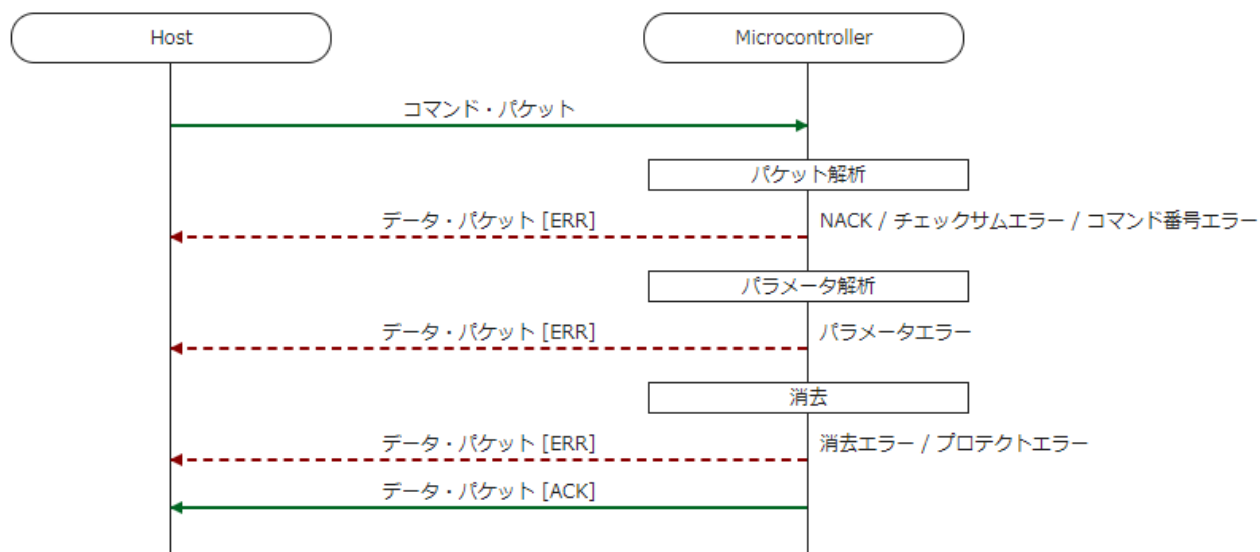 Host
Microcontroller
コマンド・パケット
パケット解析
データ・パケット [ERR]
NACK / チェックサムエラー / コマンド番号エラー
パラメータ解析
データ・パケット [ERR]
パラメータエラー
消去
データ・パケット [ERR]
消去エラー / プロテクトエラー
データ・パケット [ACK]